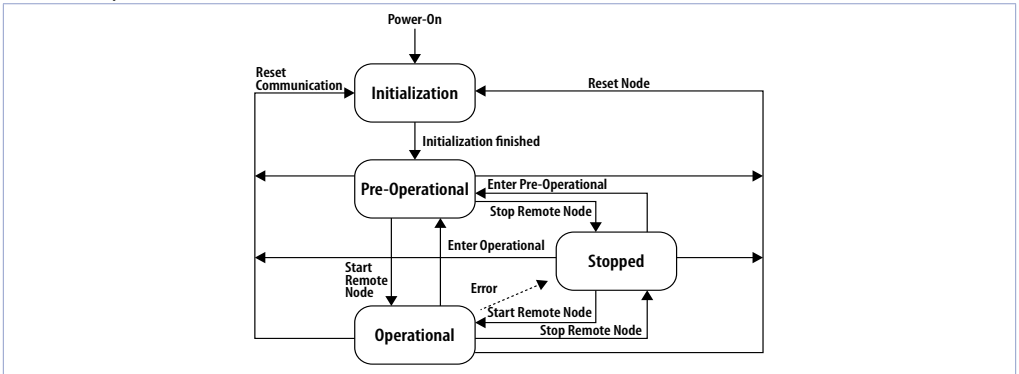 Power-On
Reset
Communication
Initialization
Reset Node
Initialization finished
Pre-Operational
Enter Pre-Operational
Stop Remote Node
Enter Operational
Stopped
Start
Remote
Node
Error
Start Remote Node
Operational
Stop Remote Node